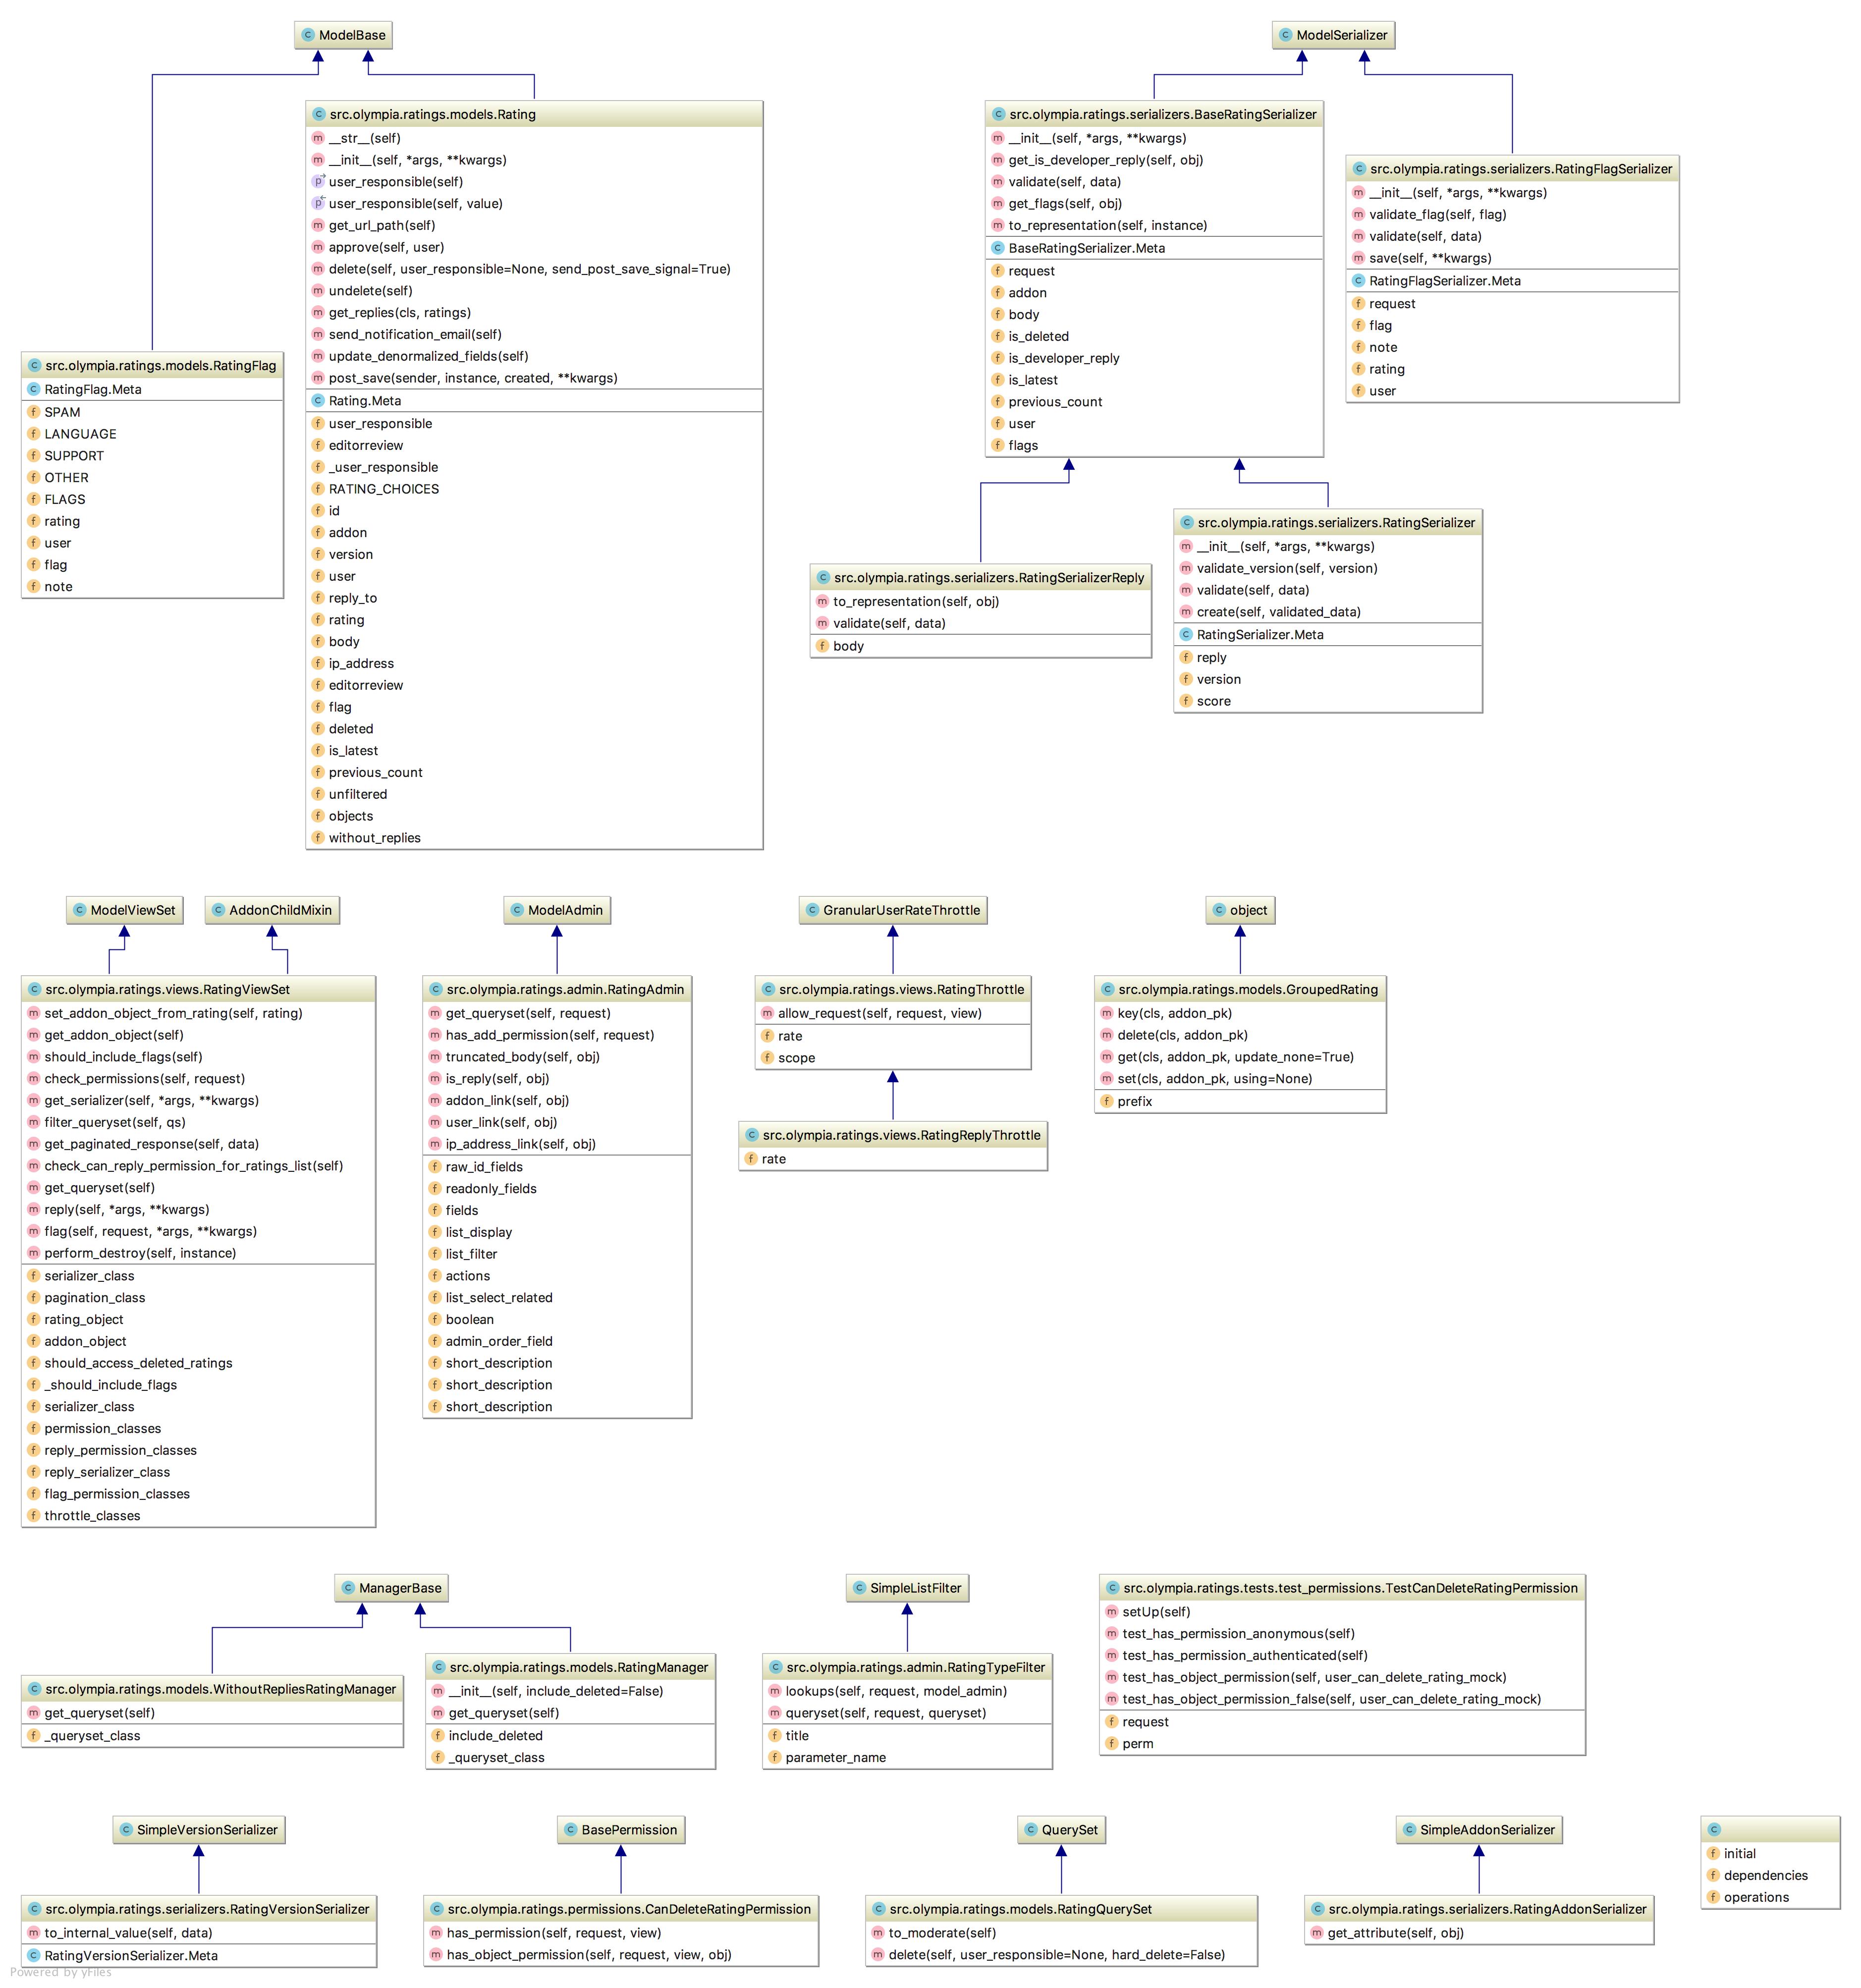 ModelBase
src.olympia.ratings.models.Rating
__str__(self)
__init__(self, *args, **kwargs)
user_responsible(self)
user_responsible(self, value)
get_url_path(self)
approve(self, user)
delete(self, user_responsible=None, send_post_save_signal=True)
undelete(self)
get_replies(cls, ratings)
send_notification_email(self)
update_denormalized_fields(self)
post_save(sender, instance, created, **kwargs)
Rating.Meta
user_responsible
editorreview
_user_responsible
RATING_CHOICES
id
addon
version
user
reply_to
rating
body
ip_address
editorreview
flag
deleted
is_latest
previous_count
unfiltered
objects
without_replies
src.olympia.ratings.models.RatingFlag
RatingFlag.Meta
SPAM
LANGUAGE
SUPPORT
OTHER
FLAGS
rating
user
flag
note
ModelSerializer
src.olympia.ratings.serializers.BaseRatingSerializer
__init__(self, *args, **kwargs)
get_is_developer_reply(self, obj)
validate(self, data)
get_flags(self, obj)
to_representation(self, instance)
BaseRatingSerializer.Meta
request
addon
body
is_deleted
is_developer_reply
is_latest
previous_count
user
flags
src.olympia.ratings.serializers.RatingFlagSerializer
__init__(self, *args, **kwargs)
validate_flag(self, flag)
validate(self, data)
save(self, **kwargs)
RatingFlagSerializer.Meta
request
flag
note
rating
user
src.olympia.ratings.serializers.RatingSerializerReply
to_representation(self, obj)
validate(self, data)
body
src.olympia.ratings.serializers.RatingSerializer
__init__(self, *args, **kwargs)
validate_version(self, version)
validate(self, data)
create(self, validated_data)
RatingSerializer.Meta
reply
version
score
ModelViewSet
AddonChildMixin
src.olympia.ratings.views.RatingViewSet
set_addon_object_from_rating(self, rating)
get_addon_object(self)
should_include_flags(self)
check_permissions(self, request)
get_serializer(self, *args, **kwargs)
filter_queryset(self, qs)
get_paginated_response(self, data)
check_can_reply_permission_for_ratings_list(self)
get_queryset(self)
reply(self, *args, **kwargs)
flag(self, request, *args, **kwargs)
perform_destroy(self, instance)
serializer_class
pagination_class
rating_object
addon_object
should_access_deleted_ratings
_should_include_flags
serializer_class
permission_classes
reply_permission_classes
reply_serializer_class
flag_permission_classes
throttle_classes
ModelAdmin
src.olympia.ratings.admin.RatingAdmin
get_queryset(self, request)
has_add_permission(self, request)
truncated_body(self, obj)
is_reply(self, obj)
addon_link(self, obj)
user_link(self, obj)
ip_address_link(self, obj)
raw_id_fields
readonly_fields
fields
list_display
list_filter
actions
list_select_related
boolean
admin_order_field
short_description
short_description
short_description
GranularUserRateThrottle
src.olympia.ratings.views.RatingThrottle
allow_request(self, request, view)
rate
scope
src.olympia.ratings.views.RatingReplyThrottle
rate
object
src.olympia.ratings.models.GroupedRating
key(cls, addon_pk)
delete(cls, addon_pk)
get(cls, addon_pk, update_none=True)
set(cls, addon_pk, using=None)
prefix
ManagerBase
src.olympia.ratings.models.WithoutRepliesRatingManager
get_queryset(self)
_queryset_class
src.olympia.ratings.models.RatingManager
__init__(self, include_deleted=False)
get_queryset(self)
include_deleted
_queryset_class
SimpleListFilter
src.olympia.ratings.admin.RatingTypeFilter
lookups(self, request, model_admin)
queryset(self, request, queryset)
title
parameter_name
src.olympia.ratings.tests.test_permissions.TestCanDeleteRatingPermission
setUp(self)
test_has_permission_anonymous(self)
test_has_permission_authenticated(self)
test_has_object_permission(self, user_can_delete_rating_mock)
test_has_object_permission_false(self, user_can_delete_rating_mock)
request
perm
SimpleVersionSerializer
src.olympia.ratings.serializers.RatingVersionSerializer
to_internal_value(self, data)
RatingVersionSerializer.Meta
BasePermission
src.olympia.ratings.permissions.CanDeleteRatingPermission
has_permission(self, request, view)
has_object_permission(self, request, view, obj)
QuerySet
src.olympia.ratings.models.RatingQuerySet
to_moderate(self)
delete(self, user_responsible=None, hard_delete=False)
SimpleAddonSerializer
src.olympia.ratings.serializers.RatingAddonSerializer
get_attribute(self, obj)
initial
dependencies
operations
Powered by yFiles